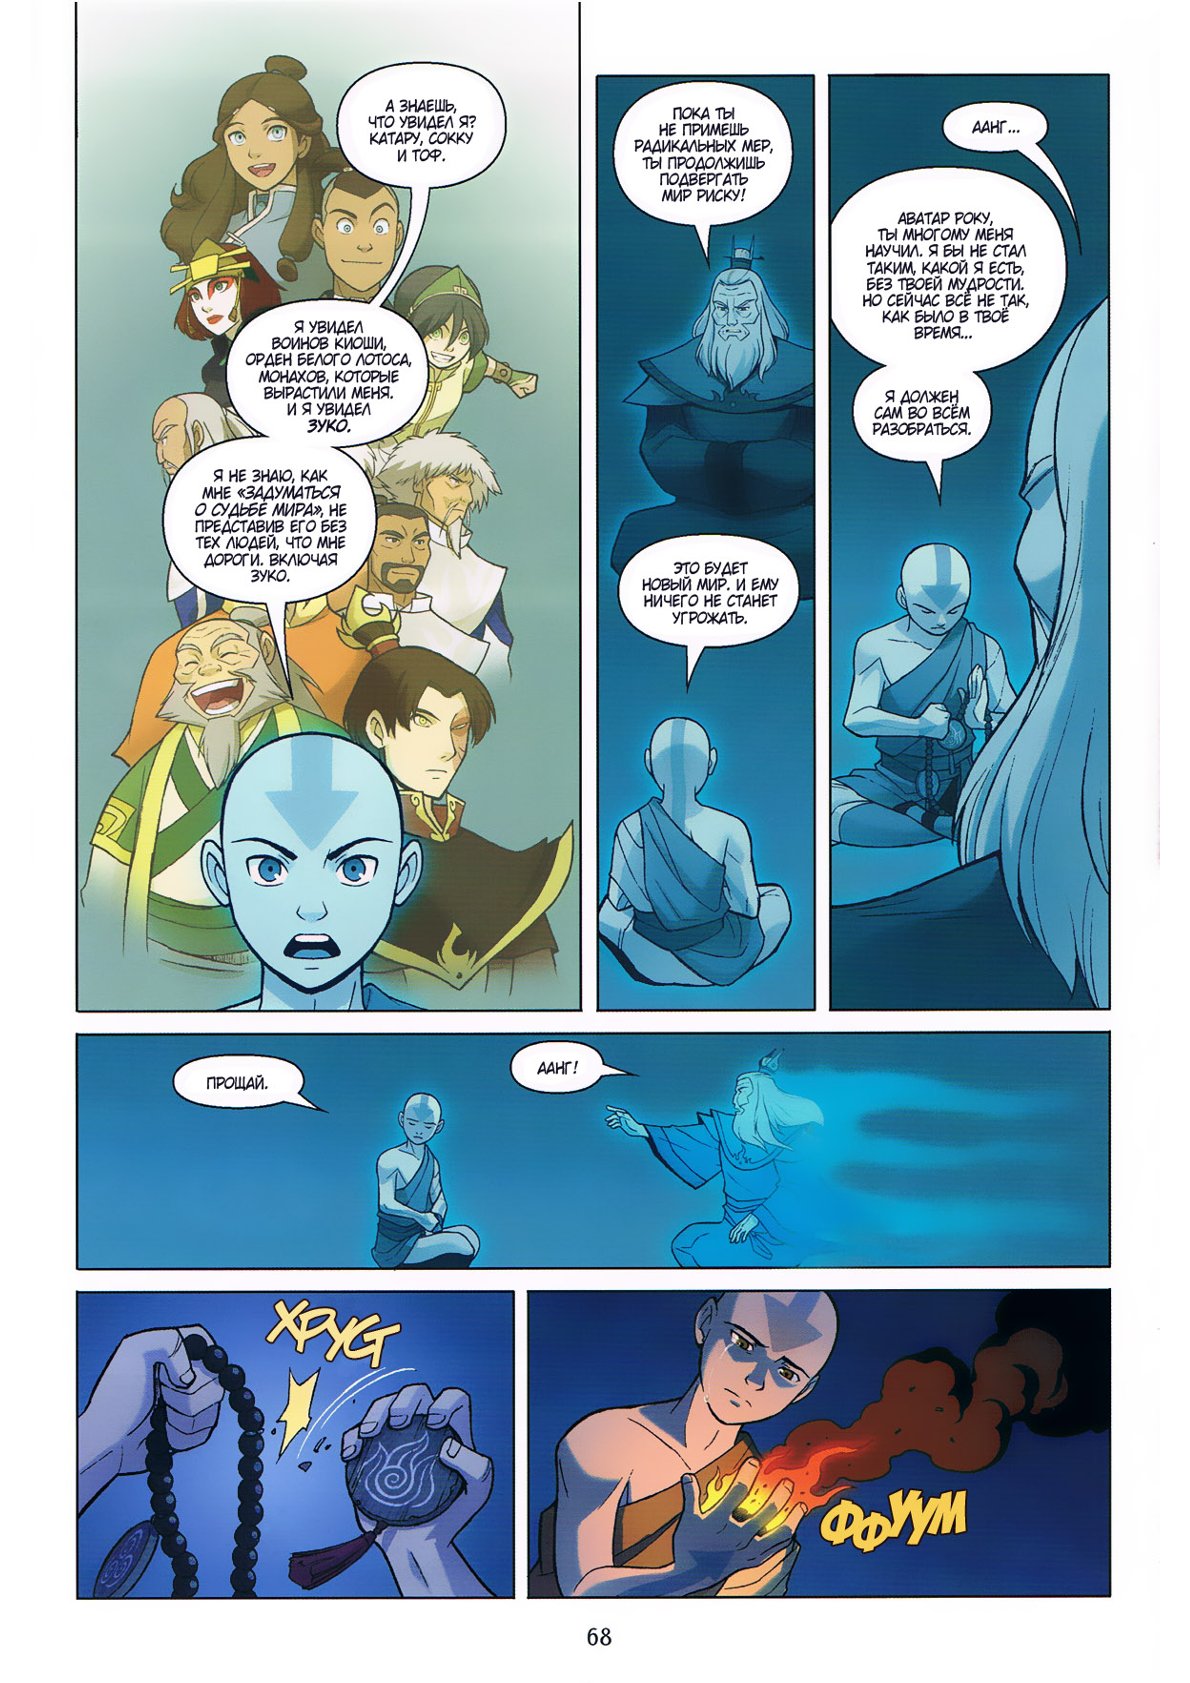 А ЗНАЕШЬ,
ЧТО УВИДЕЛ Я?
КАТАРУ, СОККУ
И ТОФ.
Я УВИДЕЛ
ВОИНОВ КИОШИ,
ОРДЕН БЕЛОГО ЛОТОСА,
МОНАХОВ, КОТОРЫЕ
ВЫРАСТИЛИ МЕНЯ.
И Я УВИДЕЛ
ЗУКО.
Я НЕ ЗНАЮ, КАК
МНЕ «ЗАДУМАТЬСЯ
О СУДЬБЕ МИРА», НЕ
ПРЕДСТАВИВ ЕГО БЕЗ
ТЕХ ЛЮДЕЙ, ЧТО МНЕ
ДОРОГИ. ВКЛЮЧАЯ
ЗУКО.
ПОКА ТЫ
НЕ ПРИМЕШЬ
РАДИКАЛЬНЫХ МЕР,
ТЫ ПРОДОЛЖИШЬ
ПОДВЕРГАТЬ
МИР РИСКУ!
ЭТО БУДЕТ
НОВЫЙ МИР. И ЕМУ
НИЧЕГО НЕ СТАНЕТ
УГРОЖАТЬ.
ААНГ...
АВАТАР РОКУ,
ТЫ МНОГОМУ МЕНЯ
НАУЧИЛ. Я БЫ НЕ СТАЛ
ТАКИМ, КАКОЙ Я ЕСТЬ,
БЕЗ ТВОЕЙ МУДРОСТИ.
НО СЕЙЧАС ВСЁ НЕ ТАК,
КАК БЫЛО В ТВОЁ
ВРЕМЯ...
Я ДОЛЖЕН
САМ ВО ВСЁМ
РАЗОБРАТЬСЯ.
ПРОЩАЙ.
ААНГ!
ХРУСТ
ФФУУМ
68